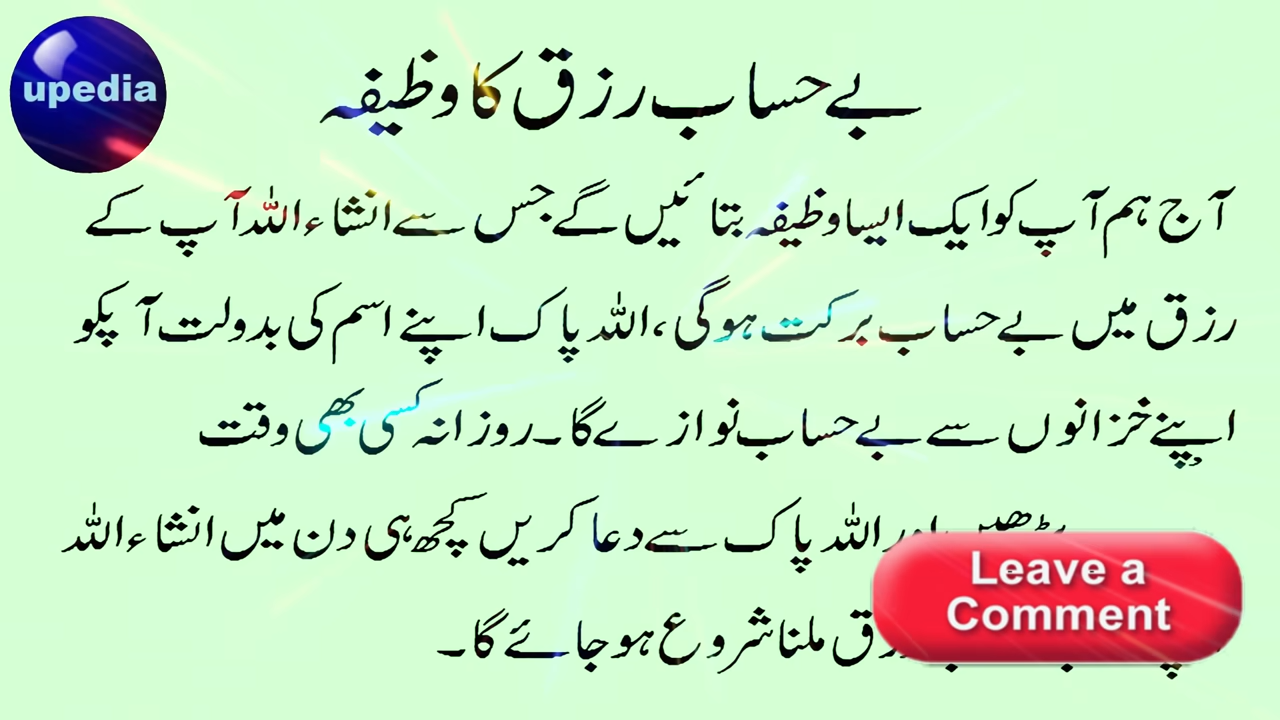 upedia
بے حساب رزق کا وظیفہ
آج ہم آپ کو ایک ایسا وظیفہ بتائیں گے جس سے انشاءاللہ آپ کے
رزق میں بے حساب برکت ہوگی، اللہ پاک اپنے اسم کی بدولت آپکو
اپنے خزانوں سے بے حساب نوازے گا۔ روزانہ کسی بھی وقت
پڑھیں اور اللہ پاک سے دعا کریں کچھ ہی دن میں انشاءاللہ
رزق ملنا شروع ہوجائے گا۔
Leave a
Comment